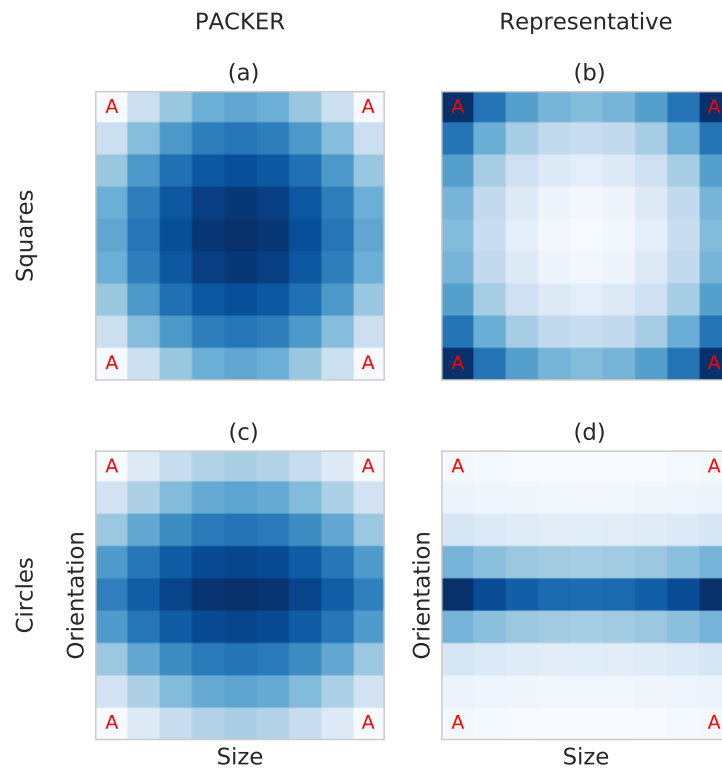 PACKER Representative
(a) (b)
A A A A
Squares
A A A A
(c) (d)
A A A A
Circles
Orientation Orientation
A A A A
Size Size